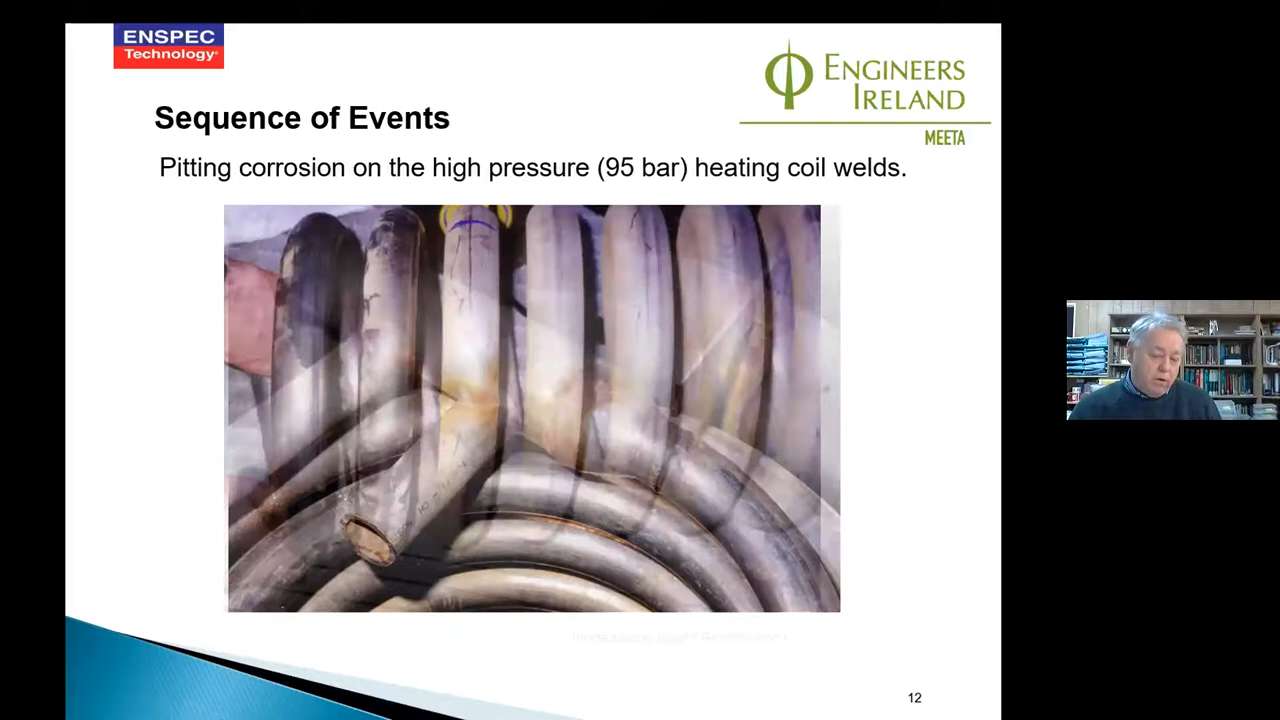 ENSPEC
Technology
ENGINEERS
IRELAND
MEETA
Sequence of Events
Pitting corrosion on the high pressure (95 bar) heating coil welds.
12